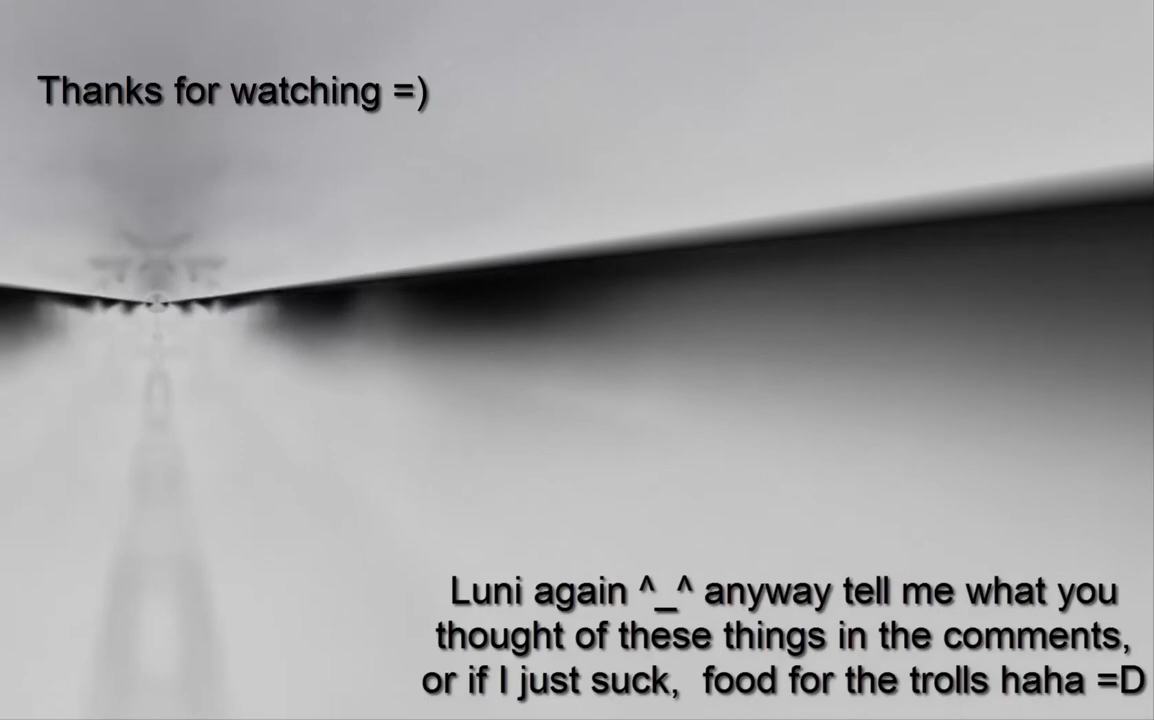 Thanks for watching =)
Luni again ^_^ anyway tell me what you
thought of these things in the comments,
or if I just suck,  food for the trolls haha =D